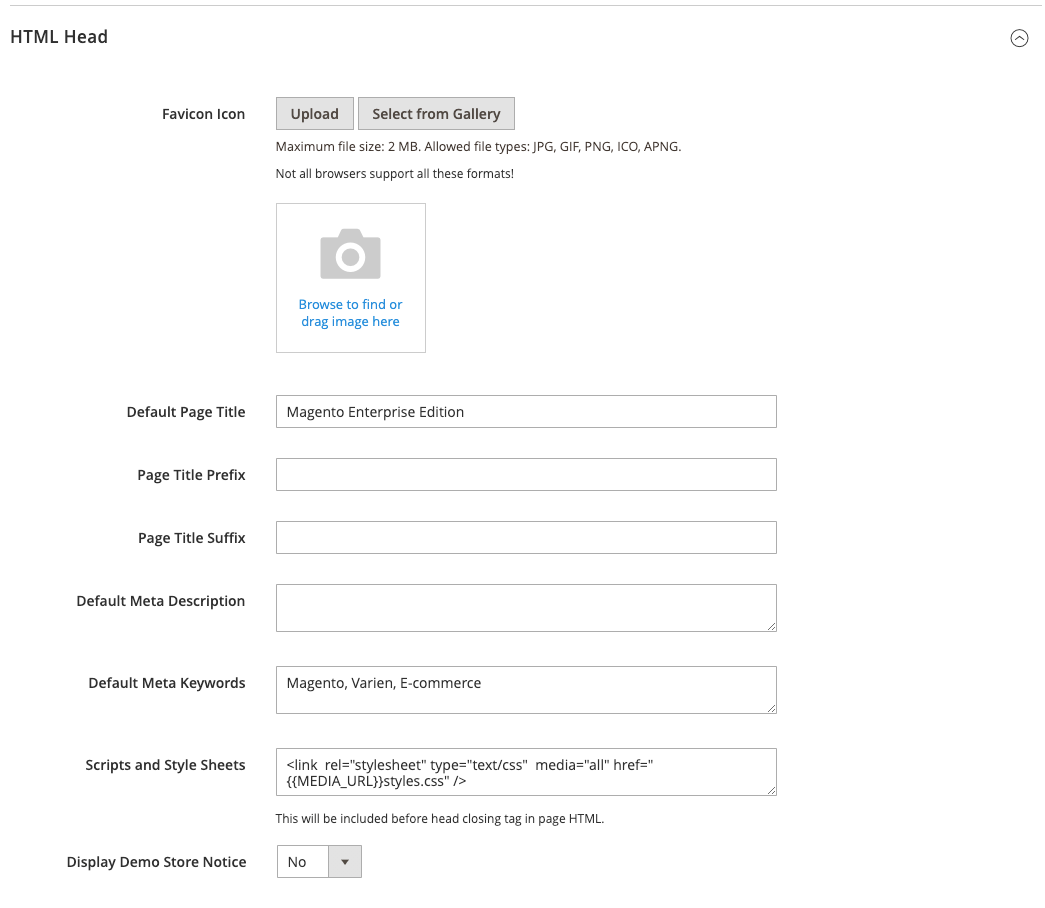 HTML Head
Favicon Icon
Upload
Select from Gallery
Maximum file size: 2 MB. Allowed file types: JPG, GIF, PNG, ICO, APNG.
Not all browsers support all these formats!
Browse to find or
drag image here
Default Page Title
Magento Enterprise Edition
Page Title Prefix
Page Title Suffix
Default Meta Description
Default Meta Keywords
Magento, Varien, E-commerce
Scripts and Style Sheets
<link  rel="stylesheet" type="text/css"  media="all" href="
{{MEDIA_URL}}styles.css" />
This will be included before head closing tag in page HTML.
Display Demo Store Notice
No